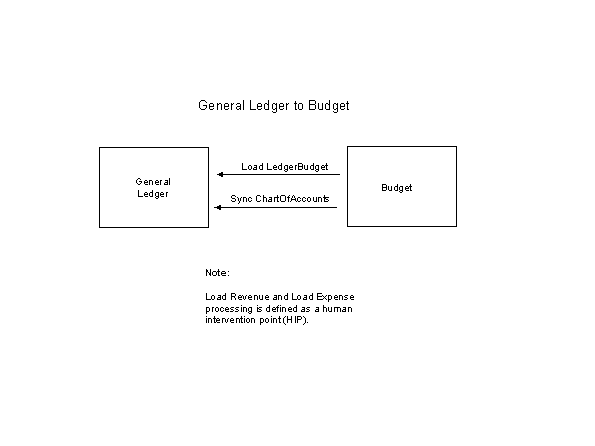 General Ledger to Budget
Load LedgerBudget
General
Ledger
Budget
Sync ChartOfAccounts
Note:
Load Revenue and Load Expense
processing is defined as a human
intervention point (HIP).